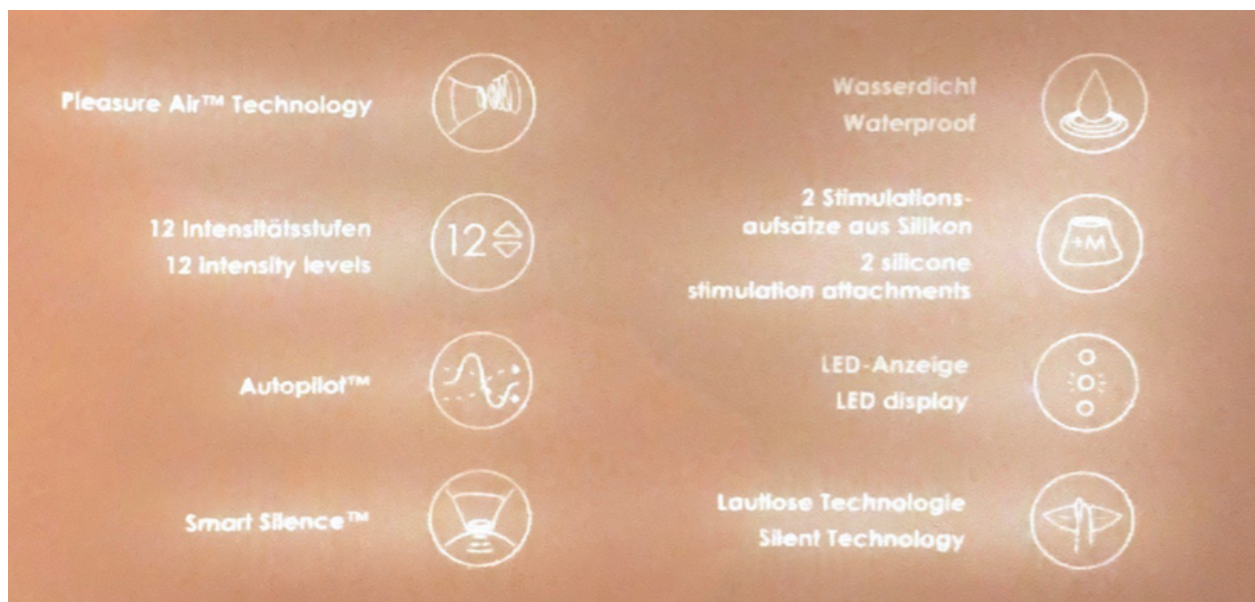 Pleasure Air™ Technology
12 Intensitätsstufen
12 intensity levels
12
Autopilot™
Smart Silence™
Wasserdicht
Waterproof
2 Stimulations-
aufsätze aus Silikon
2 silicone
stimulation attachments
+M
LED-Anzeige
LED display
Lautlose Technologie
Silent Technology